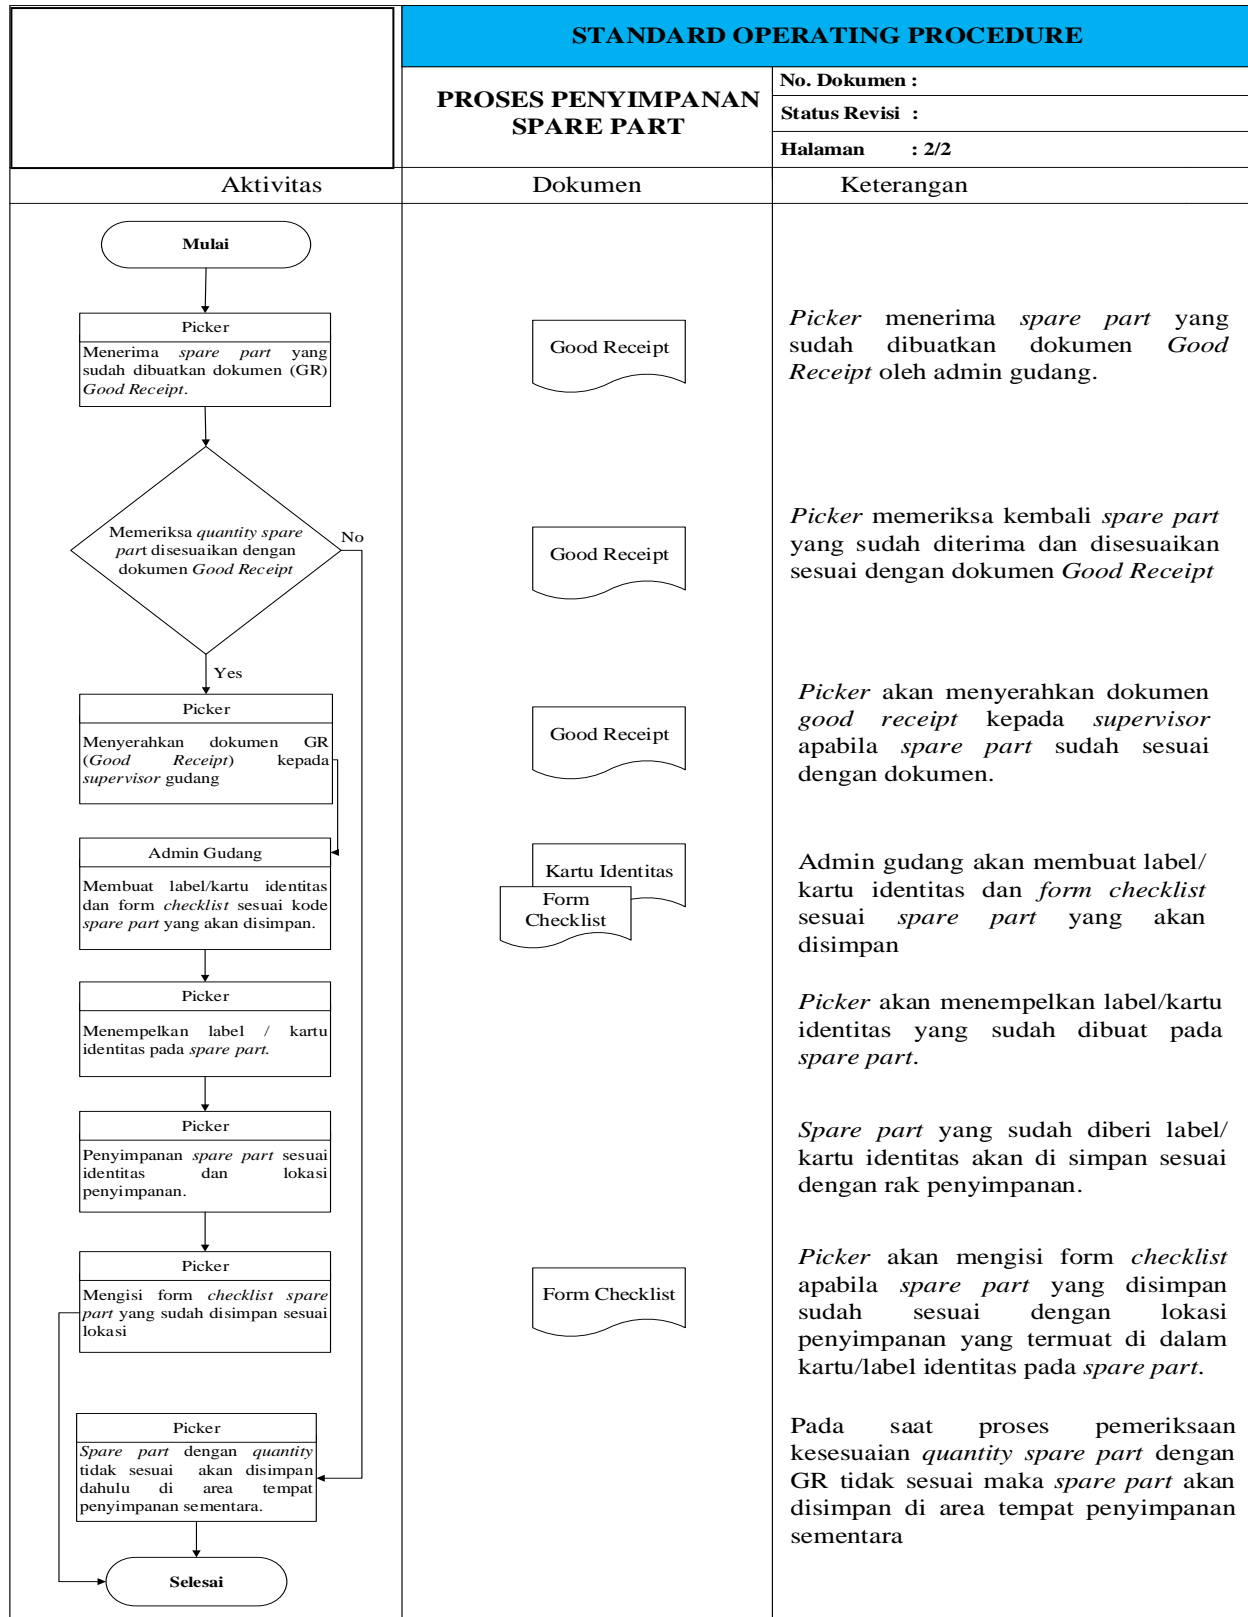 STANDARD OPERATING PROCEDURE
PROSES PENYIMPANAN
SPARE PART
No. Dokumen :
Status Revisi :
Halaman : 2/2
Aktivitas
Dokumen
Keterangan
Mulai
Picker
Menerima spare part yang
sudah dibuatkan dokumen (GR)
Good Receipt.
Good Receipt
Picker menerima spare part yang
sudah dibuatkan dokumen Good
Receipt oleh admin gudang.
Memeriksa quantity spare
part disesuaikan dengan
dokumen Good Receipt
No
Yes
Good Receipt
Picker memeriksa kembali spare part
yang sudah diterima dan disesuaikan
sesuai dengan dokumen Good Receipt
Picker
Menyerahkan dokumen GR
(Good Receipt) kepada
supervisor gudang
Good Receipt
Picker akan menyerahkan dokumen
good receipt kepada supervisor
apabila spare part sudah sesuai
dengan dokumen.
Admin Gudang
Membuat label/kartu identitas
dan form checklist sesuai kode
spare part yang akan disimpan.
Kartu Identitas
Form
Checklist
Admin gudang akan membuat label/
kartu identitas dan form checklist
sesuai spare part yang akan
disimpan
Picker
Menempelkan label / kartu
identitas pada spare part.
Picker akan menempelkan label/kartu
identitas yang sudah dibuat pada
spare part.
Picker
Penyimpanan spare part sesuai
identitas dan lokasi
penyimpanan.
Spare part yang sudah diberi label/
kartu identitas akan di simpan sesuai
dengan rak penyimpanan.
Picker
Mengisi form checklist spare
part yang sudah disimpan sesuai
lokasi
Form Checklist
Picker akan mengisi form checklist
apabila spare part yang disimpan
sudah sesuai dengan lokasi
penyimpanan yang termuat di dalam
kartu/label identitas pada spare part.
Picker
Spare part dengan quantity
tidak sesuai akan disimpan
dahulu di area tempat
penyimpanan sementara.
Pada saat proses pemeriksaan
kesesuaian quantity spare part dengan
GR tidak sesuai maka spare part akan
disimpan di area tempat penyimpanan
sementara
Selesai